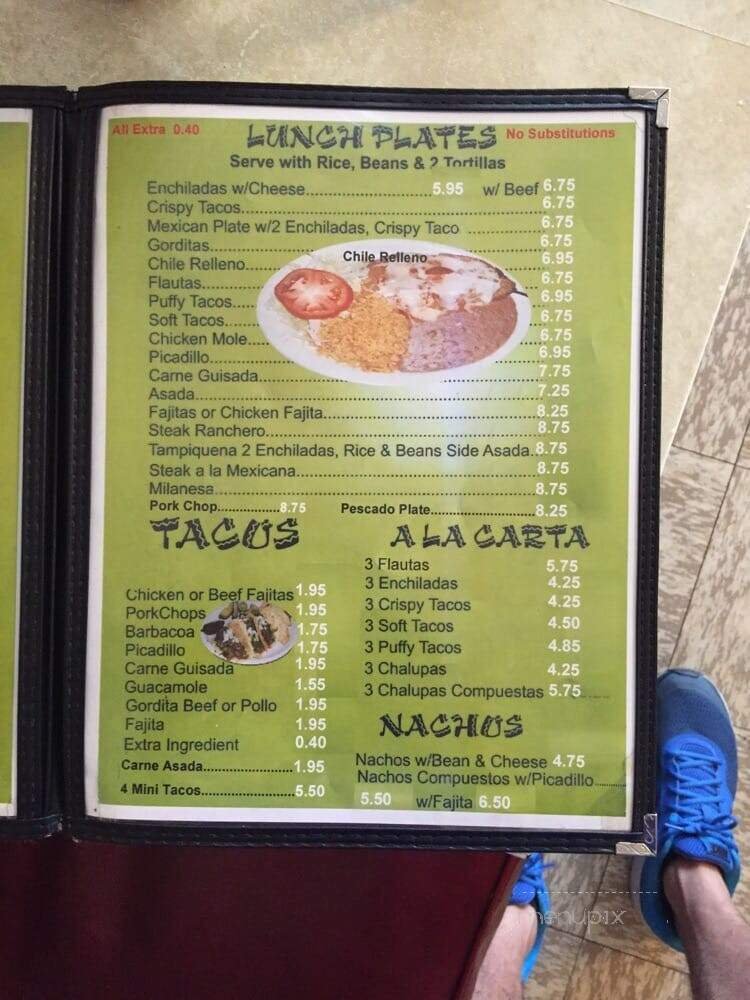 All Extra 0.40
LUNCH PLATES
No Substitutions
Serve with Rice, Beans & 2 Tortillas
Enchiladas w/Cheese..........................5.95 w/ Beef 6.75
Crispy Tacos..........................6.75
Mexican Plate w/2 Enchiladas, Crispy Taco ..................6.75
Gorditas..........................6.75
Chile Relleno
Chile Relleno..........................6.95
Flautas..........................6.75
Puffy Tacos..........................6.95
Soft Tacos..........................6.75
Chicken Mole..........................6.75
Picadillo..........................6.95
Carne Guisada..........................7.75
Asada..........................7.25
Fajitas or Chicken Fajita..........................8.25
Steak Ranchero..........................8.75
Tampiquena 2 Enchiladas, Rice & Beans Side Asada.8.75
Steak a la Mexicana..........................8.75
Milanesa..........................8.75
Pork Chop.................8.75
Pescado Plate.....................8.25
TACOS
Chicken or Beef Fajitas 1.95
PorkChops 1.95
Barbacoa 1.75
Picadillo 1.75
Carne Guisada 1.95
Guacamole 1.55
Gordita Beef or Pollo 1.95
Fajita 1.95
Extra Ingredient 0.40
Carne Asada......................1.95
4 Mini Tacos.......................5.50
A LA CARTA
3 Flautas 5.75
3 Enchiladas 4.25
3 Crispy Tacos 4.25
3 Soft Tacos 4.50
3 Puffy Tacos 4.85
3 Chalupas 4.25
3 Chalupas Compuestas 5.75
NACHOS
Nachos w/Bean & Cheese 4.75
Nachos Compuestos w/Picadillo........
5.50 w/Fajita 6.50
menupix